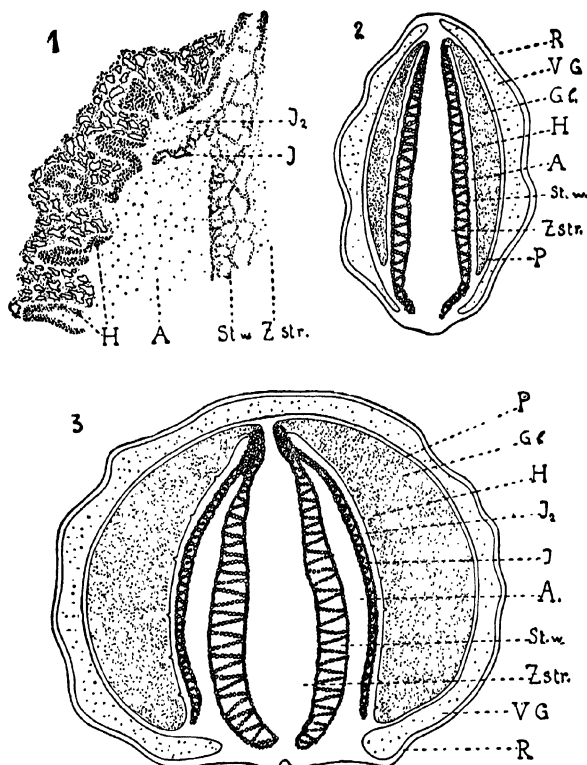 1
J₂
J
H A St w Z str.
2
R
V G
G b.
H
A
St. w
Z str.
P
3
P
G b
H
J₂
J
A.
St. w
Z str.
V G
R